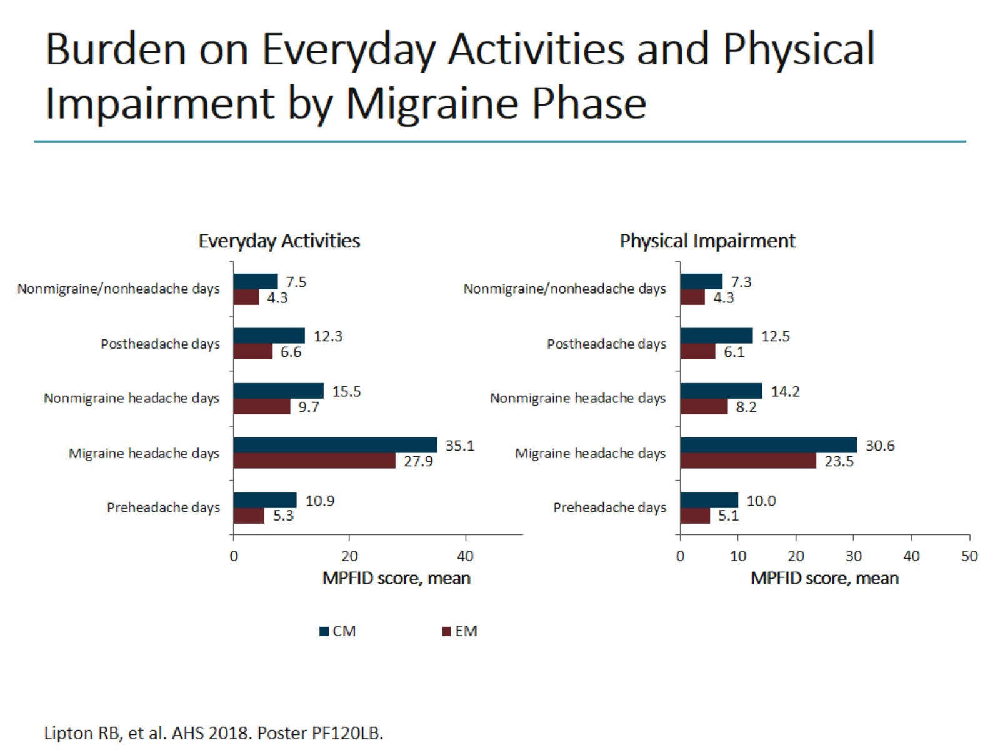 Burden on Everyday Activities and Physical
Impairment by Migraine Phase
Everyday Activities
Nonmigraine/nonheadache days
7.5
4.3
Postheadache days
12.3
6.6
Nonmigraine headache days
15.5
9.7
Migraine headache days
35.1
27.9
Preheadache days
10.9
5.3
0 20 40
MPFID score, mean
Physical Impairment
Nonmigraine/nonheadache days
7.3
4.3
Postheadache days
12.5
6.1
Nonmigraine headache days
14.2
8.2
Migraine headache days
30.6
23.5
Preheadache days
10.0
5.1
0 10 20 30 40 50
MPFID score, mean
CM EM
Lipton RB, et al. AHS 2018. Poster PF120LB.